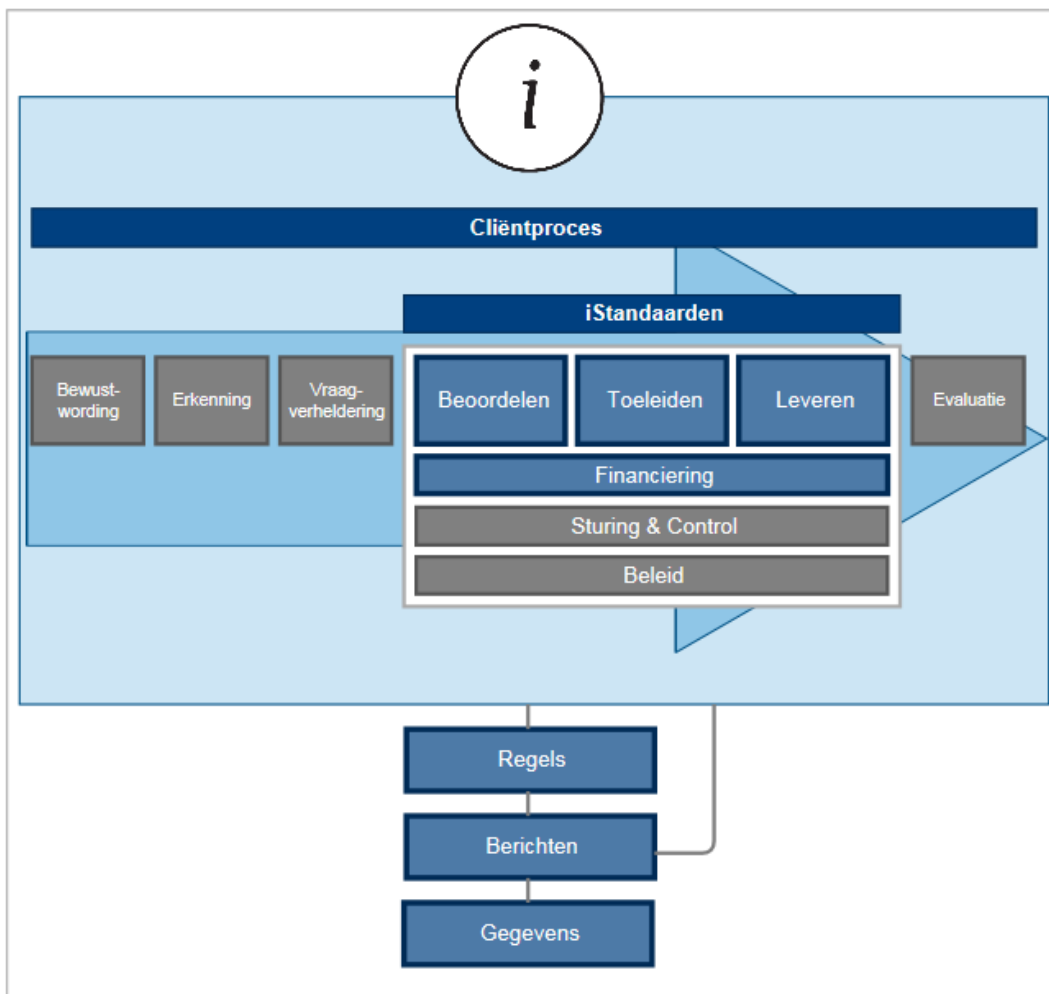 i
Cliëntproces
iStandaarden
Bewust-
wording
Erkenning
Vraag-
verheldering
Beoordelen
Toeleiden
Leveren
Evaluatie
Financiering
Sturing & Control
Beleid
Regels
Berichten
Gegevens